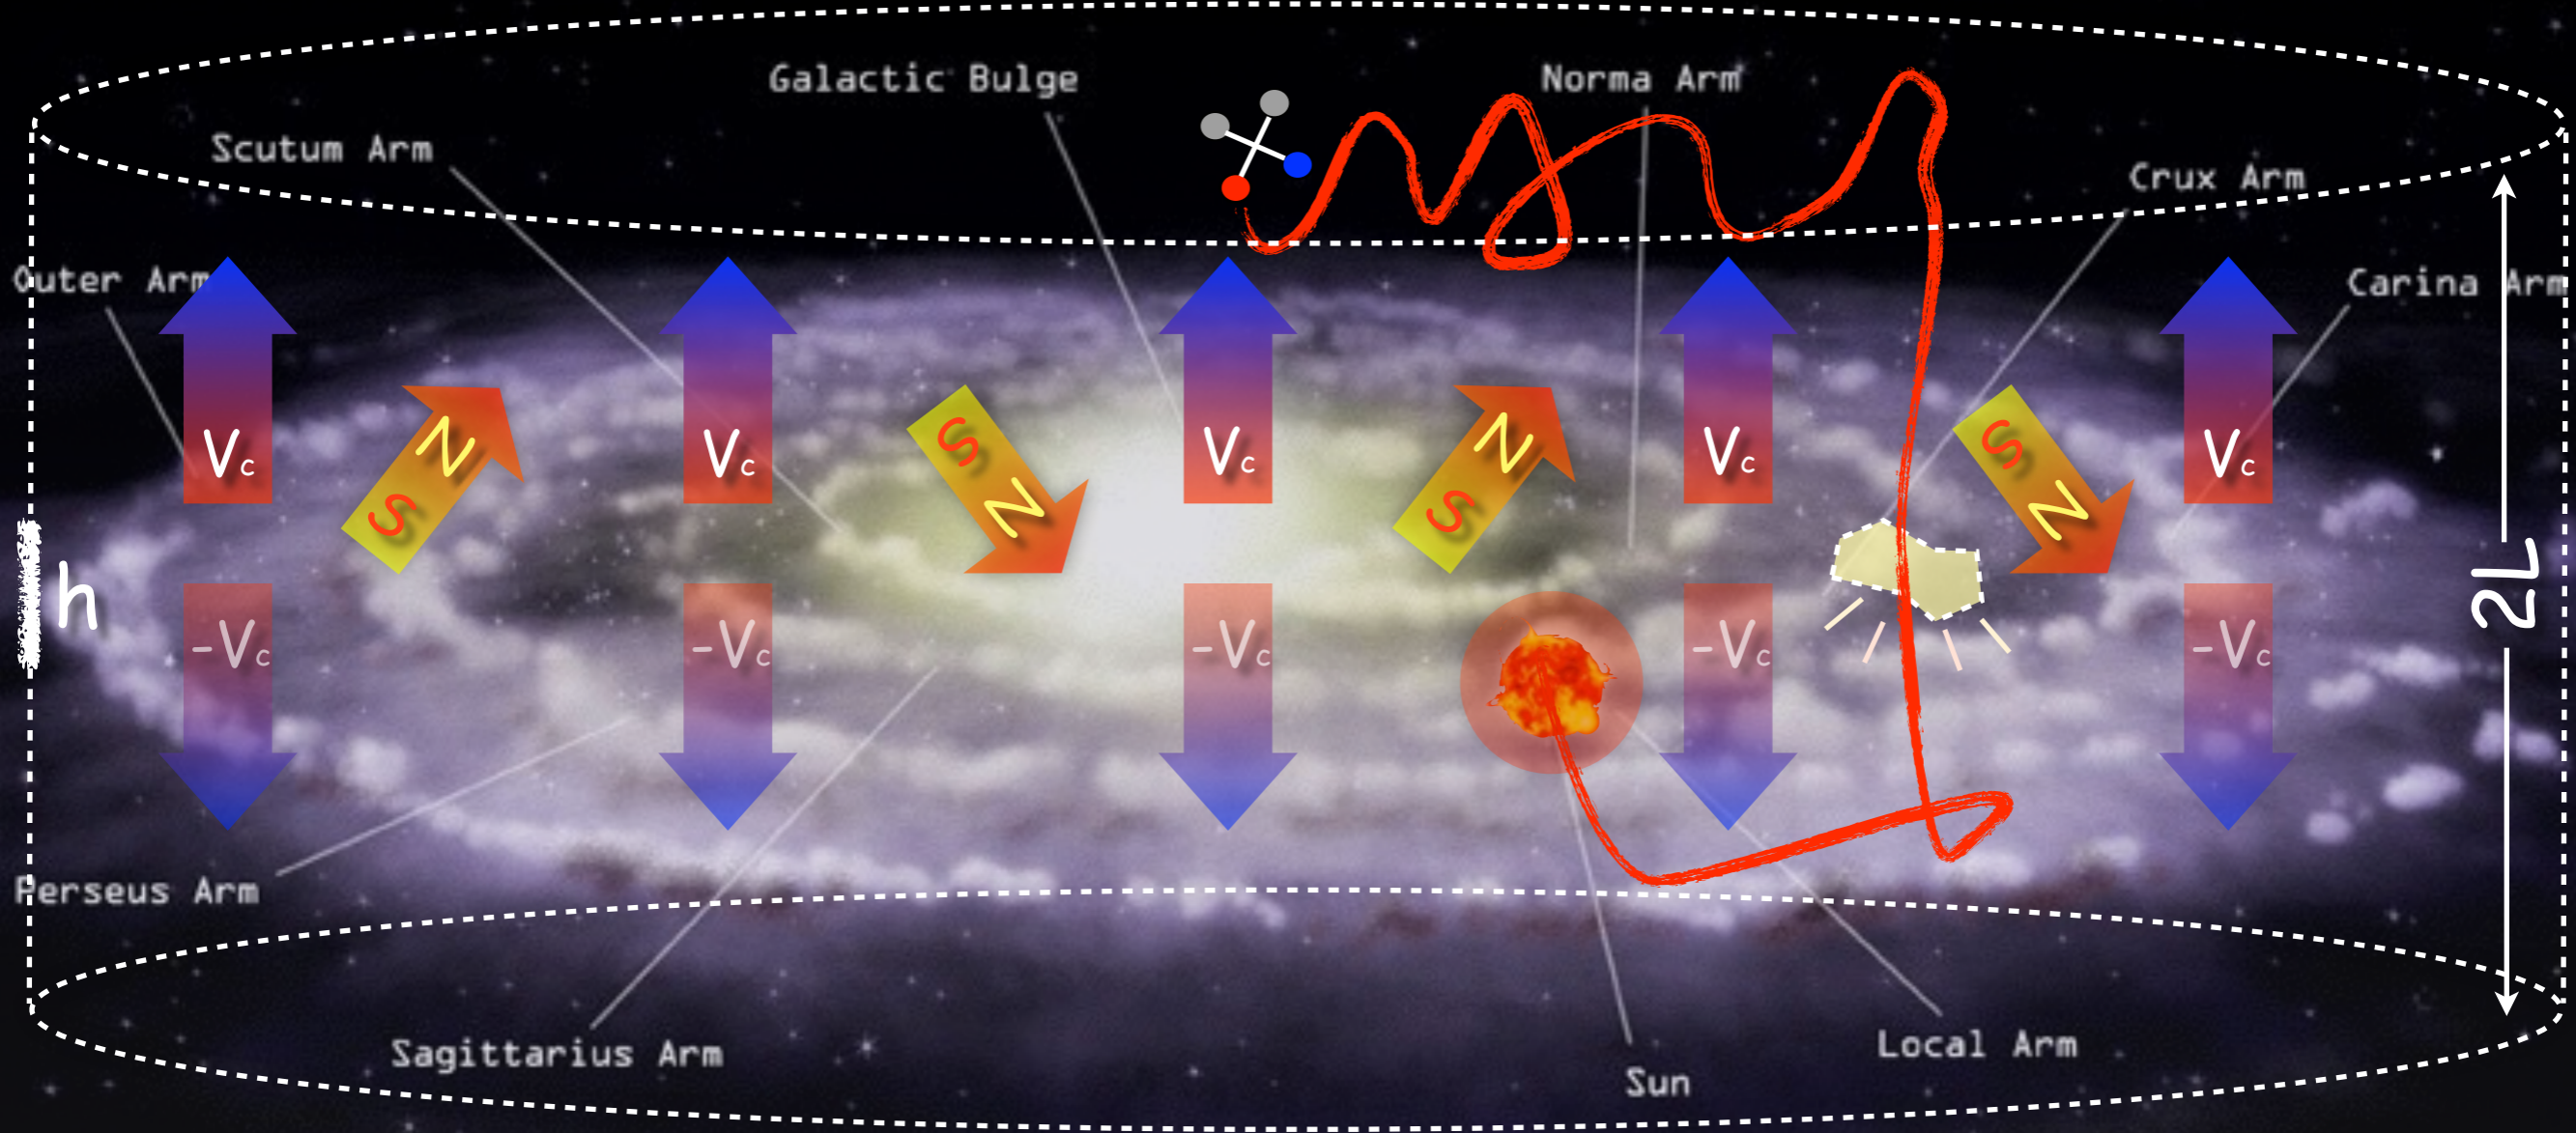 Galactic Bulge
Norma Arm
Scutum Arm
Crux Arm
Outer Arm
Carina Arm
Vc
Vc
Vc
Vc
Vc
N
S
S
N
N
S
S
N
h
2L
-Vc
-Vc
-Vc
-Vc
-Vc
Perseus Arm
Sagittarius Arm
Local Arm
Sun